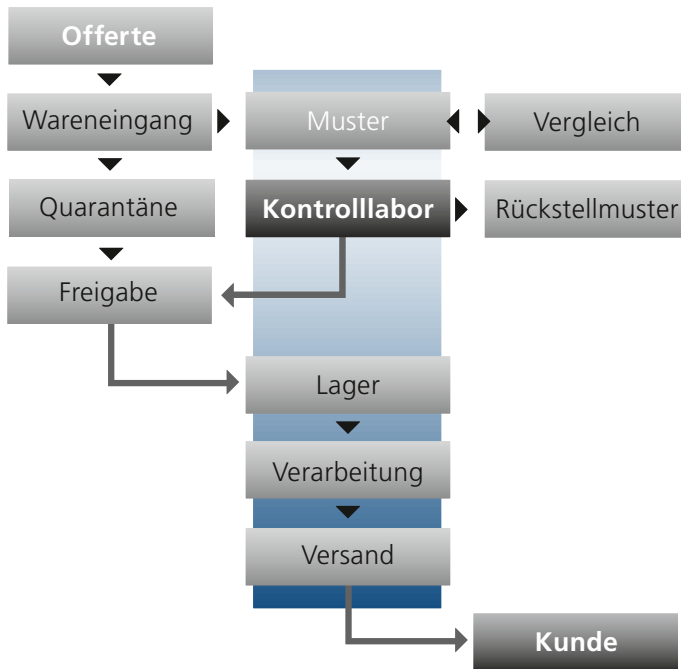 Offerte
Wareneingang
Muster
Vergleich
Quarantäne
Kontrolllabor
Rückstellmuster
Freigabe
Lager
Verarbeitung
Versand
Kunde